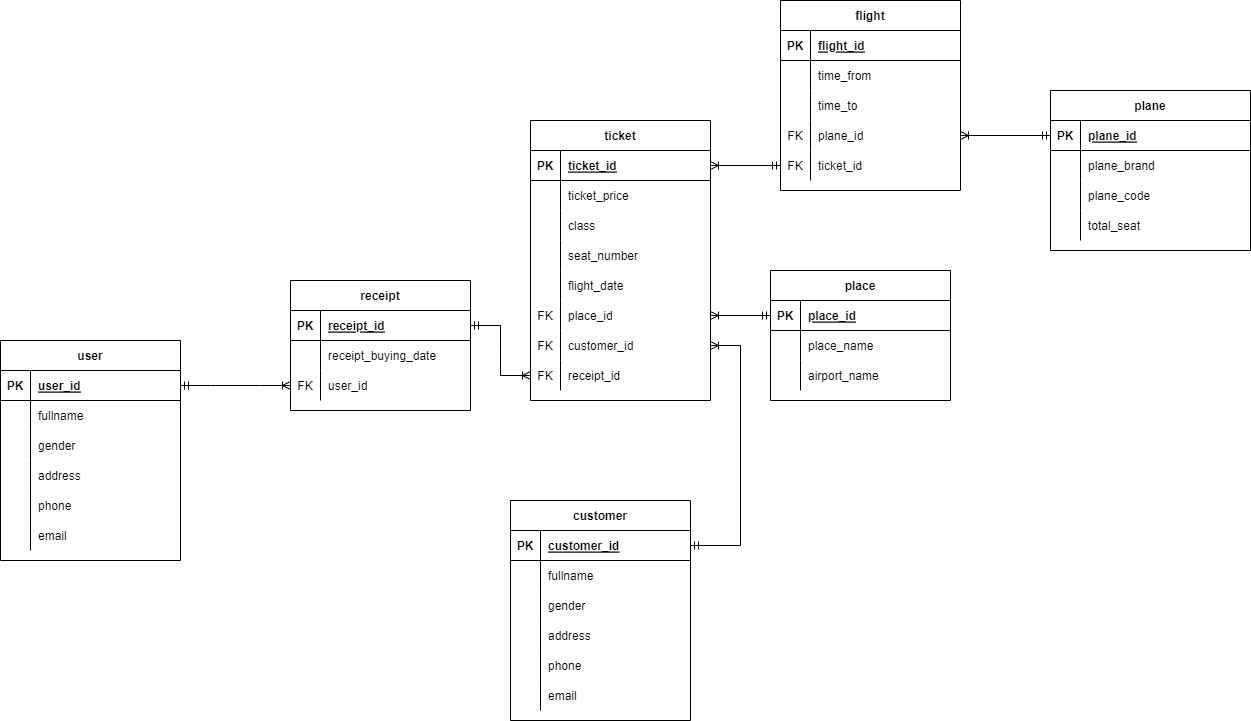 flight
PK flight_id
time_from
time_to
FK plane_id
FK ticket_id
plane
PK plane_id
plane_brand
plane_code
total_seat
ticket
PK ticket_id
ticket_price
class
seat_number
flight_date
FK place_id
FK customer_id
FK receipt_id
place
PK place_id
place_name
airport_name
receipt
PK receipt_id
receipt_buying_date
FK user_id
user
PK user_id
fullname
gender
address
phone
email
customer
PK customer_id
fullname
gender
address
phone
email